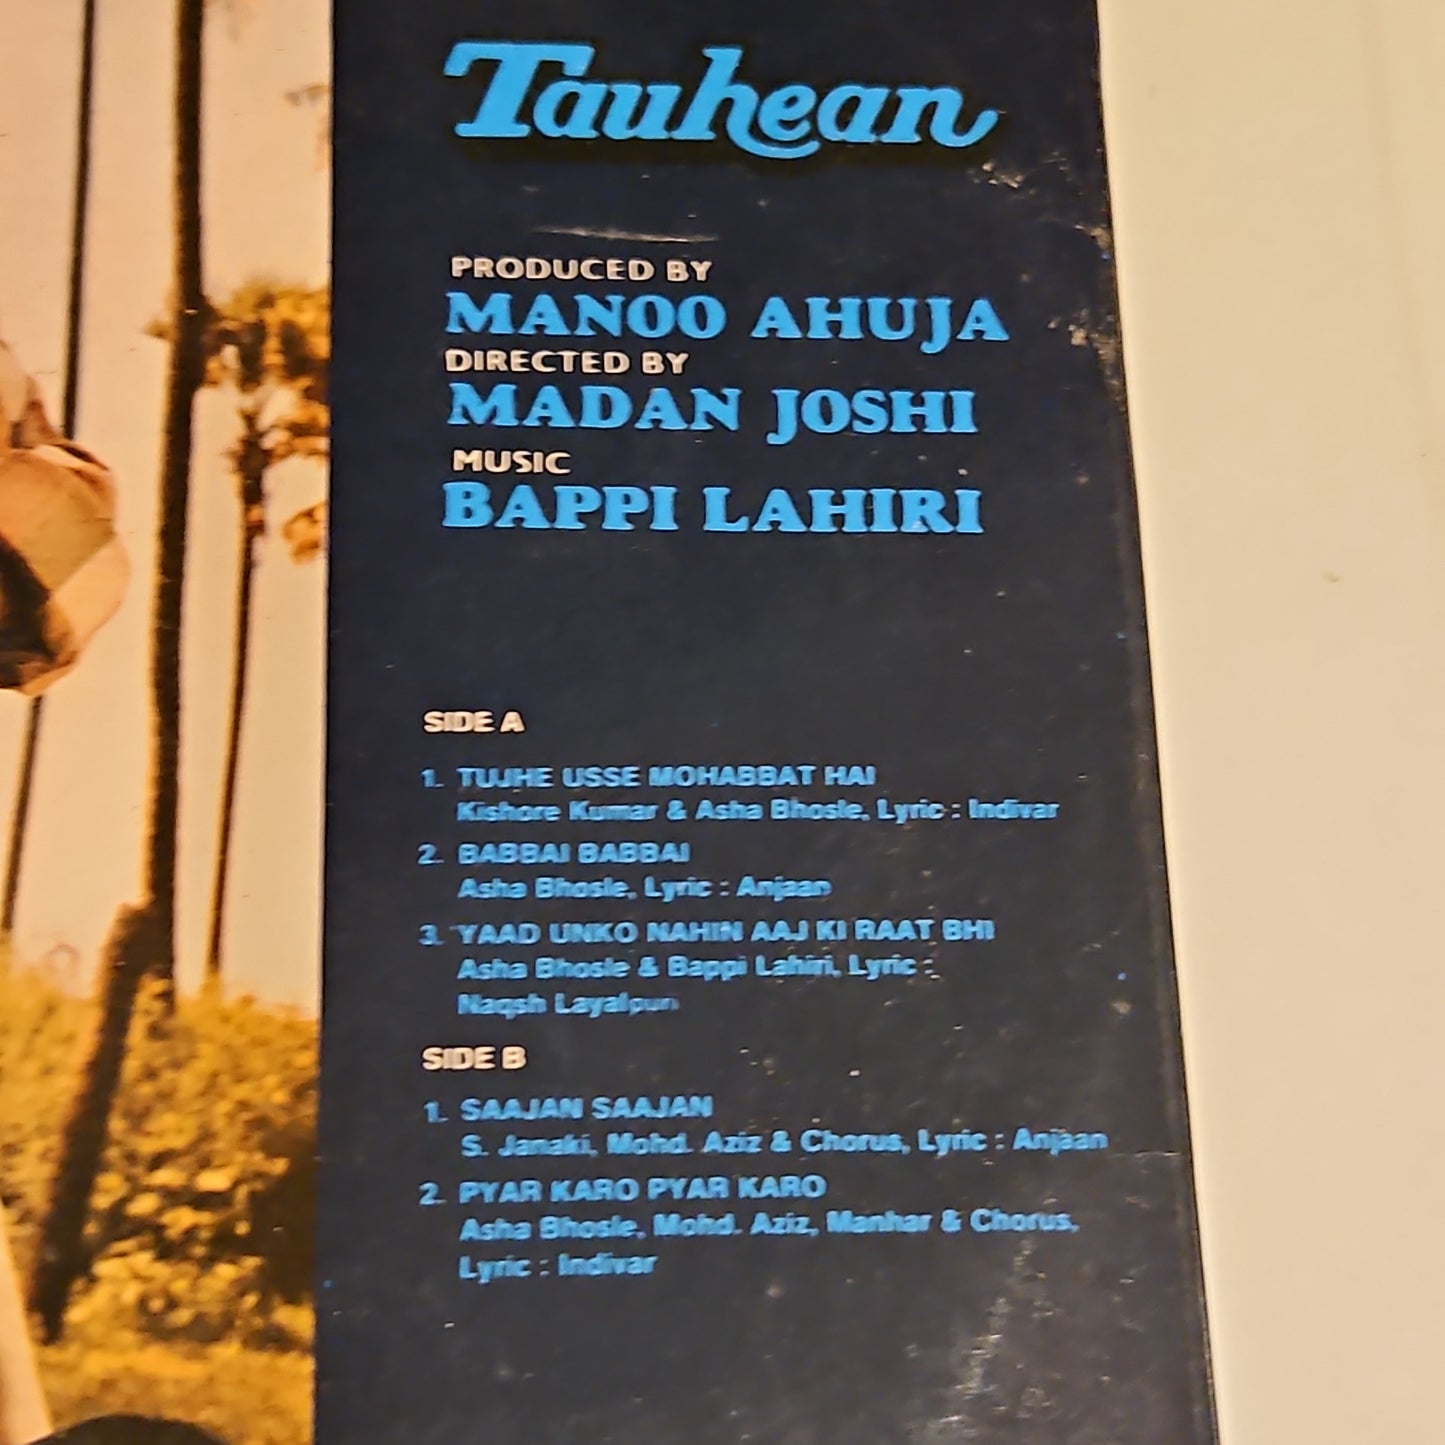 Tauhean
PRODUCED BY
MANOO AHUJA
DIRECTED BY
MADAN JOSHI
MUSIC
BAPPI LAHIRI
SIDE A
1. TUJHE USSE MOHABBAT HAI
Kishore Kumar & Asha Bhosle, Lyric : Indivar
2. BABBAI BABBAI
Asha Bhosle, Lyric : Anjaan
3. YAAD UNKO NAHIN AAJ KI RAAT BHI
Asha Bhosle & Bappi Lahiri, Lyric :
Naqsh Layalpuri
SIDE B
1. SAAJAN SAAJAN
S. Janaki, Mohd. Aziz & Chorus, Lyric : Anjaan
2. PYAR KARO PYAR KARO
Asha Bhosle, Mohd. Aziz, Manhar & Chorus,
Lyric : Indivar